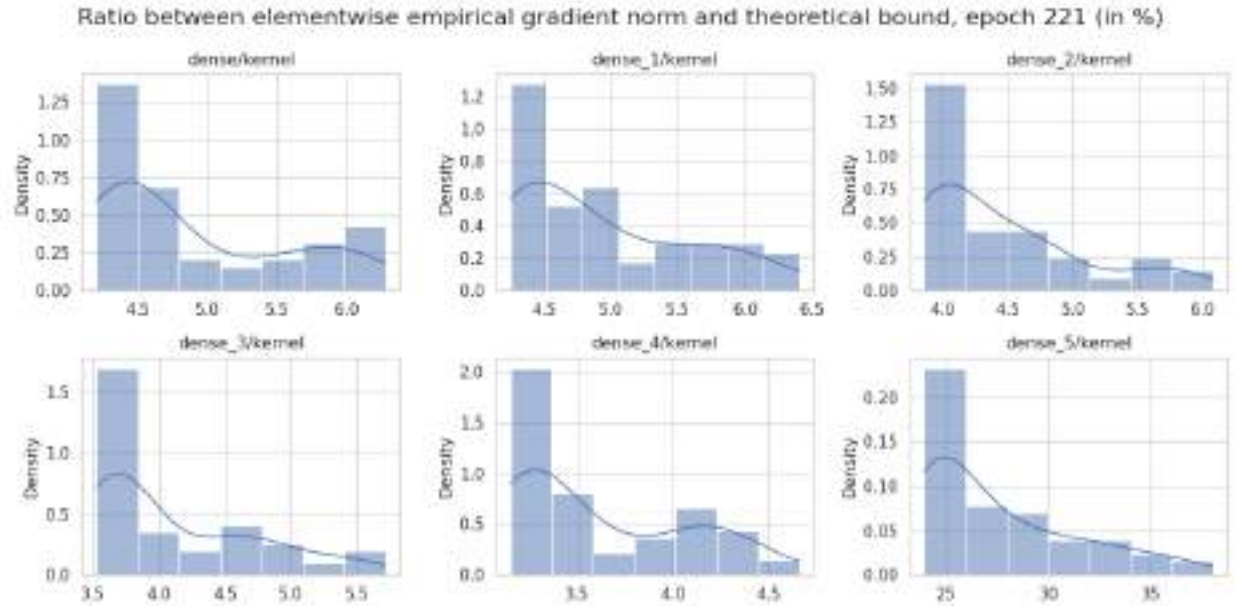 Ratio between elementwise empirical gradient norm and theoretical bound, epoch 221 (in %)
dense/kernel
Density
1.25
1.00
0.75
0.50
0.25
0.00
4.5 5.0 5.5 6.0
dense_1/kernel
Density
1.2
1.0
0.8
0.6
0.4
0.2
0.0
4.5 5.0 5.5 6.0 6.5
dense_2/kernel
Density
1.50
1.25
1.00
0.75
0.50
0.25
0.00
4.0 4.5 5.0 5.5 6.0
dense_3/kernel
Density
1.5
1.0
0.5
0.0
3.5 4.0 4.5 5.0 5.5
dense_4/kernel
Density
2.0
1.5
1.0
0.5
0.0
3.5 4.0 4.5
dense_5/kernel
Density
0.20
0.15
0.10
0.05
0.00
25 30 35